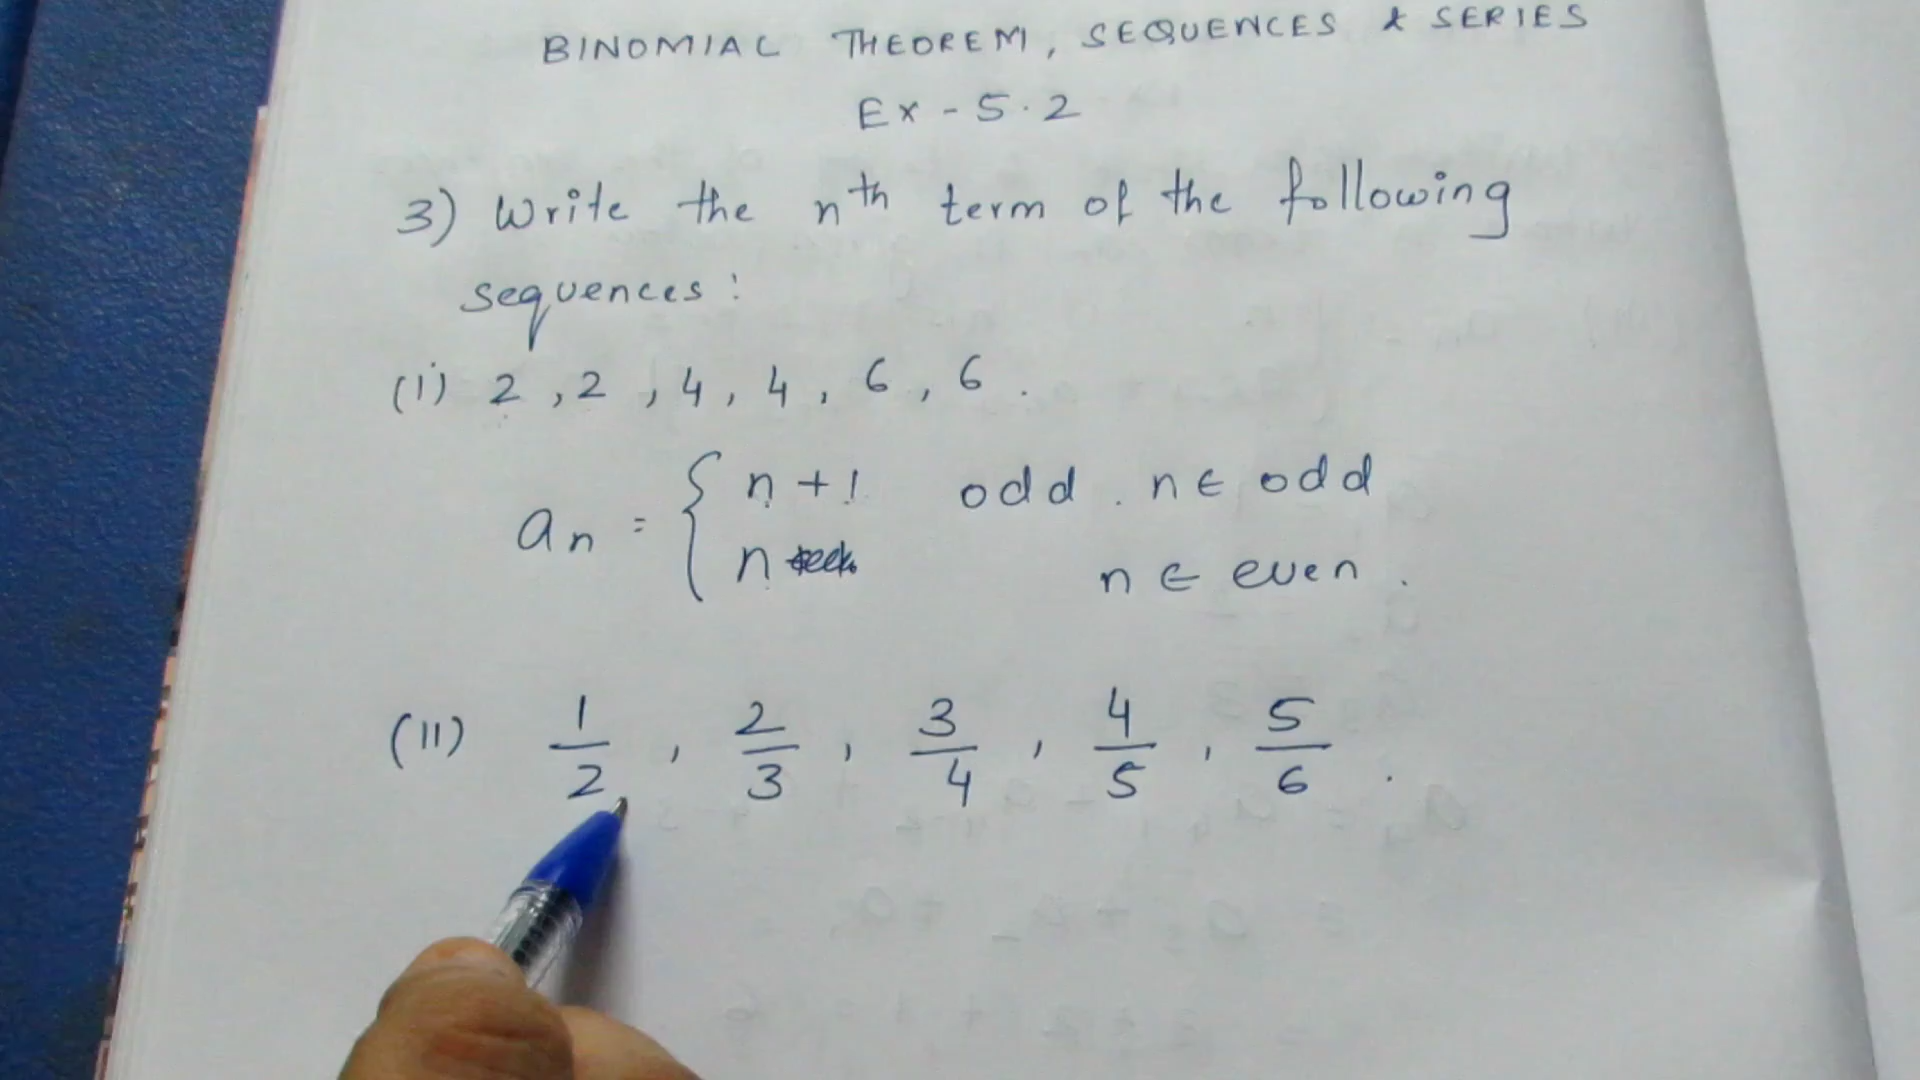 BINOMIAL THEOREM, SEQUENCES & SERIES
Ex - 5.2
3) Write the nth term of the following
sequences:
(i) 2, 2, 4, 4, 6, 6.
an = { n+1 odd. n ∈ odd
n n ∈ even.
(ii) 1/2, 2/3, 3/4, 4/5, 5/6.